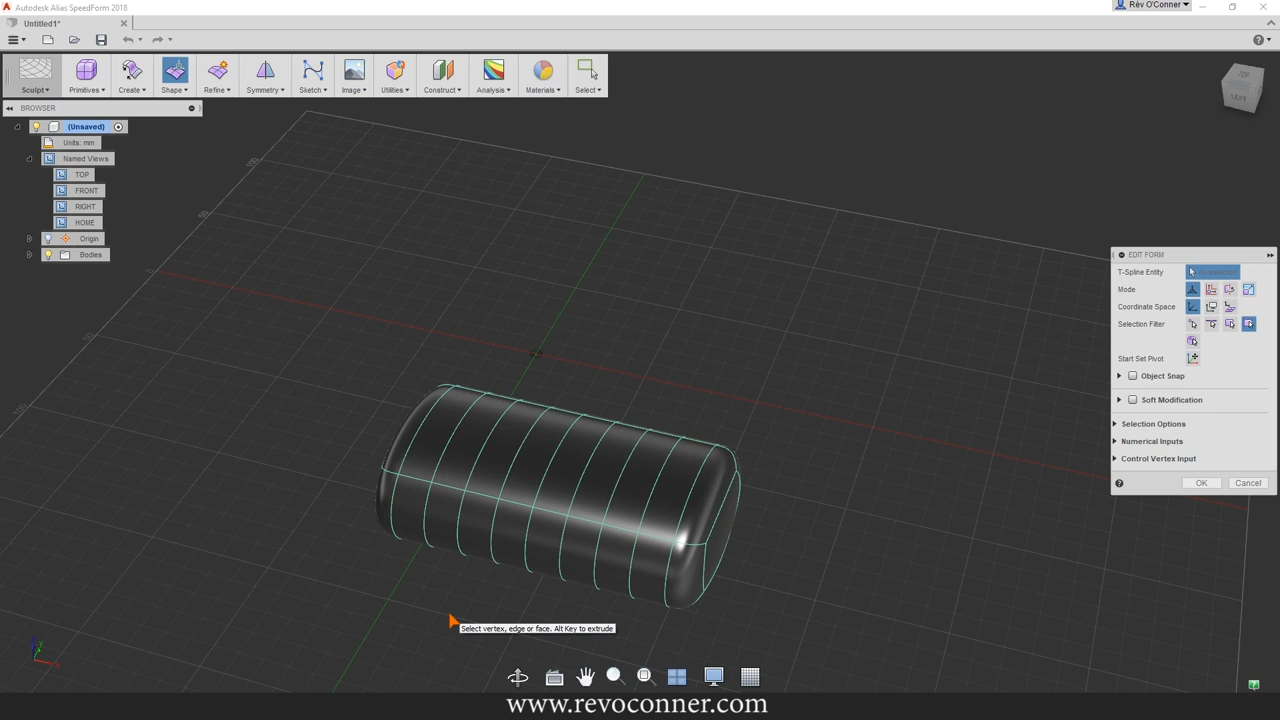 Autodesk Alias SpeedForm 2018
Rev O'Conner
Untitled1*
Sculpt
Primitives
Create
Shape
Refine
Symmetry
Sketch
Image
Utilities
Construct
Analysis
Materials
Select
TOP
LEFT
BROWSER
(Unsaved)
Units: mm
Named Views
TOP
FRONT
RIGHT
HOME
Origin
Bodies
EDIT FORM
T-Spline Entity
Mode
Coordinate Space
Selection Filter
Start Set Pivot
Object Snap
Soft Modification
Selection Options
Numerical Inputs
Control Vertex Input
OK
Cancel
Select vertex, edge or face. Alt Key to extrude
www.revoconner.com